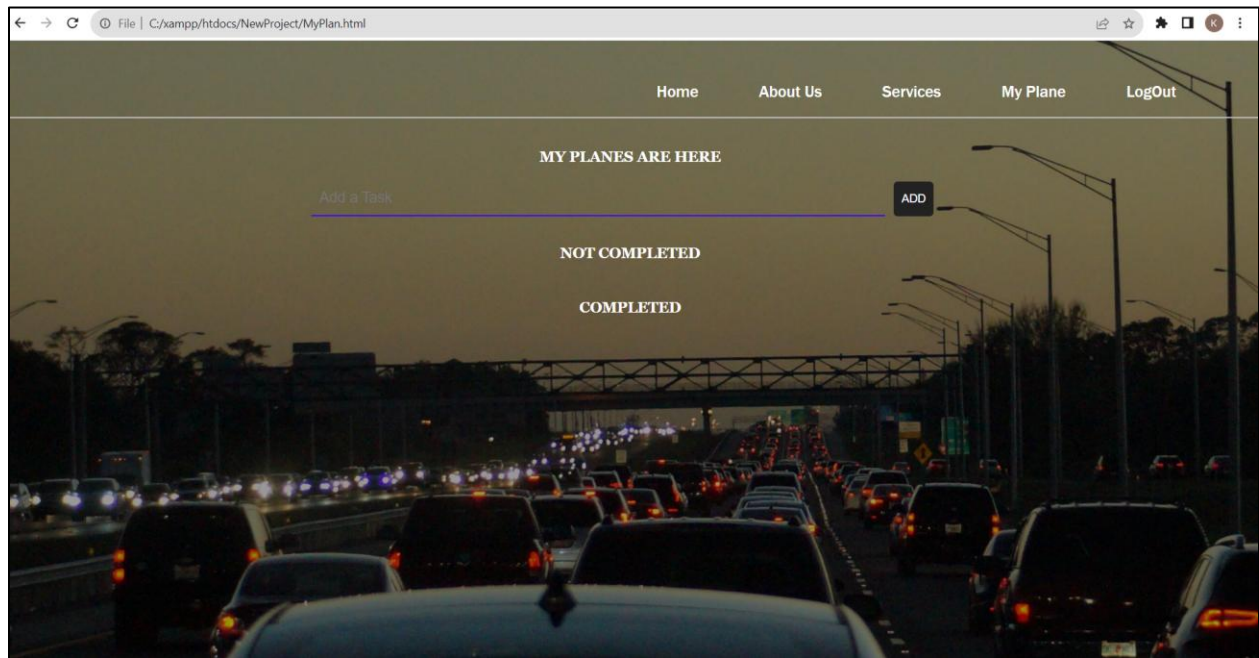 File | C:/xampp/htdocs/NewProject/MyPlan.html
K
Home About Us Services My Plane LogOut
MY PLANES ARE HERE
Add a Task ADD
NOT COMPLETED
COMPLETED